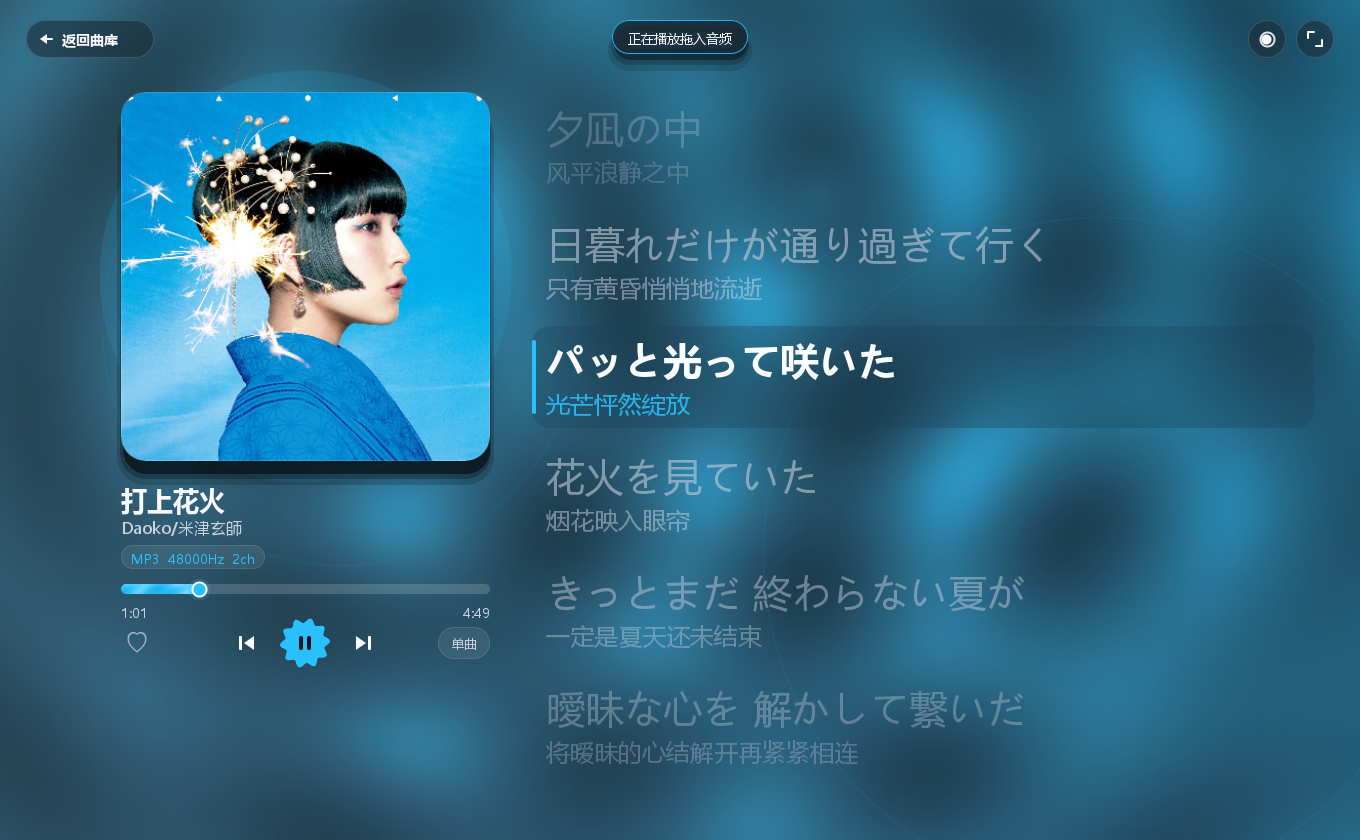 返回曲库
正在播放拖入音频
打上花火
Daoko/米津玄師
MP3 48000Hz 2ch
1:01
4:49
单曲
夕凪の中
风平浪静之中
日暮れだけが通り過ぎて行く
只有黄昏悄悄地流逝
パッと光って咲いた
光芒怦然绽放
花火を見ていた
烟花映入眼帘
きっとまだ 終わらない夏が
一定是夏天还未结束
曖昧な心を 解かして繋いだ
将暧昧的心结解开再紧紧相连